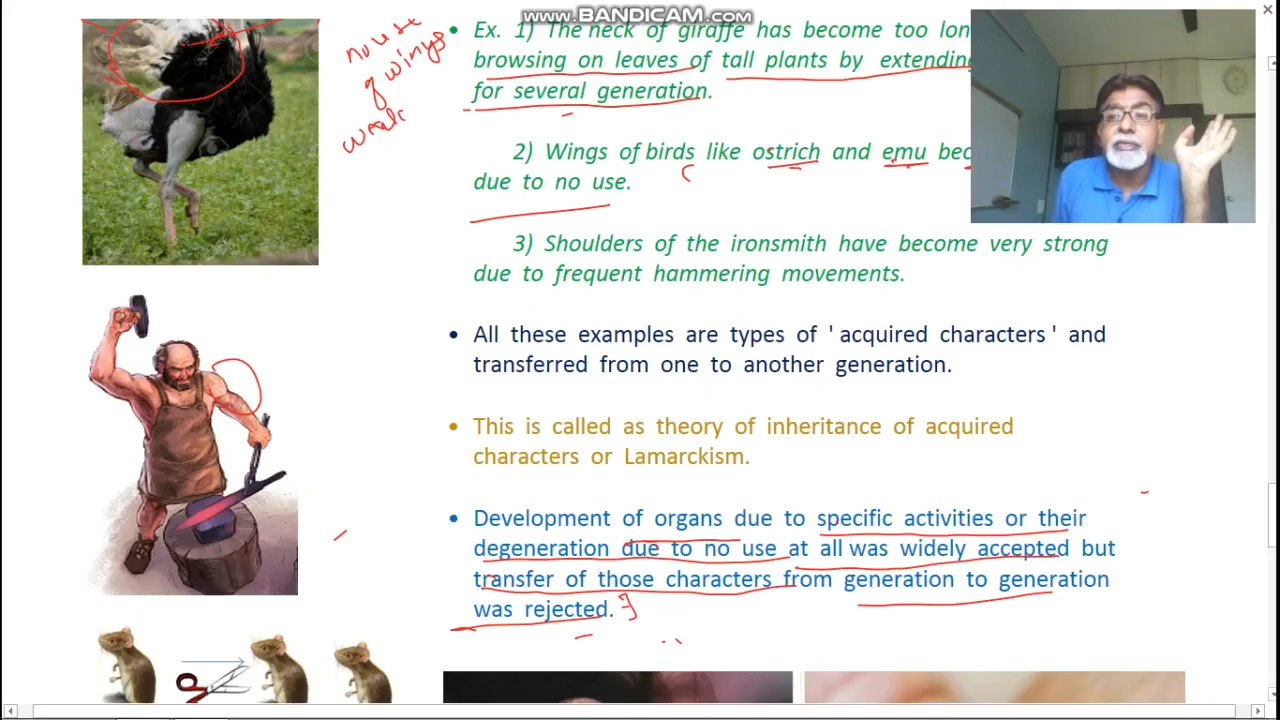 www.BANDICAM.com
• Ex. 1) The neck of giraffe has become too
browsing on leaves of tall plants by extending
for several generation.
2) Wings of birds like ostrich and emu
due to no use.
3) Shoulders of the ironsmith have become very strong
due to frequent hammering movements.
• All these examples are types of 'acquired characters' and
transferred from one to another generation.
• This is called as theory of inheritance of acquired
characters or Lamarckism.
• Development of organs due to specific activities or their
degeneration due to no use at all was widely accepted but
transfer of those characters from generation to generation
was rejected.
no use
of wings
weak